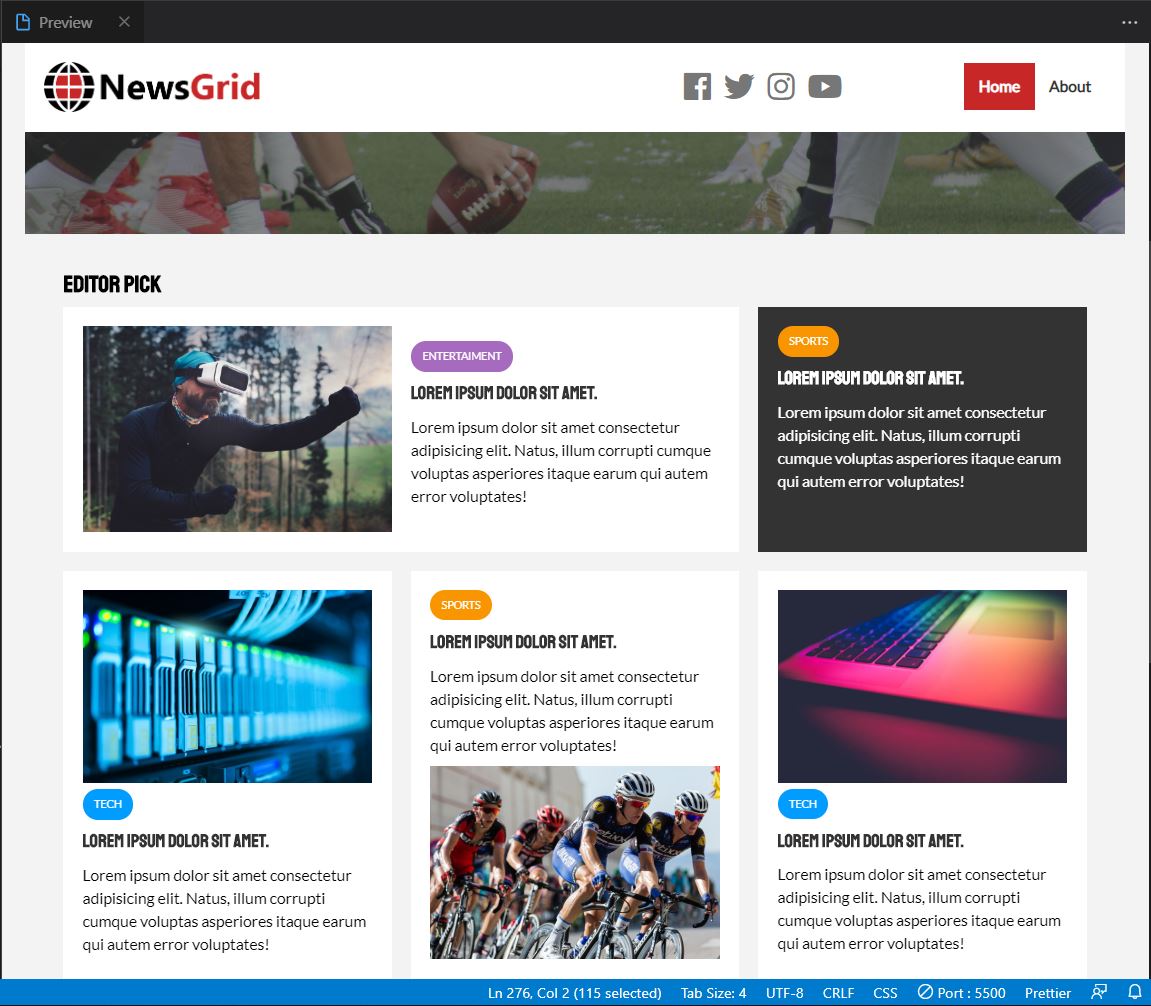 Preview
NewsGrid
Home
About
EDITOR PICK
ENTERTAIMENT
LOREM IPSUM DOLOR SIT AMET.
Lorem ipsum dolor sit amet consectetur
adipisicing elit. Natus, illum corrupti cumque
voluptas asperiores itaque earum qui autem
error voluptates!
SPORTS
LOREM IPSUM DOLOR SIT AMET.
Lorem ipsum dolor sit amet consectetur
adipisicing elit. Natus, illum corrupti
cumque voluptas asperiores itaque earum
qui autem error voluptates!
TECH
LOREM IPSUM DOLOR SIT AMET.
Lorem ipsum dolor sit amet consectetur
adipisicing elit. Natus, illum corrupti
cumque voluptas asperiores itaque earum
qui autem error voluptates!
SPORTS
LOREM IPSUM DOLOR SIT AMET.
Lorem ipsum dolor sit amet consectetur
adipisicing elit. Natus, illum corrupti
cumque voluptas asperiores itaque earum
qui autem error voluptates!
TECH
LOREM IPSUM DOLOR SIT AMET.
Lorem ipsum dolor sit amet consectetur
adipisicing elit. Natus, illum corrupti
cumque voluptas asperiores itaque earum
qui autem error voluptates!
Ln 276, Col 2 (115 selected) Tab Size: 4 UTF-8 CRLF CSS Port : 5500 Prettier